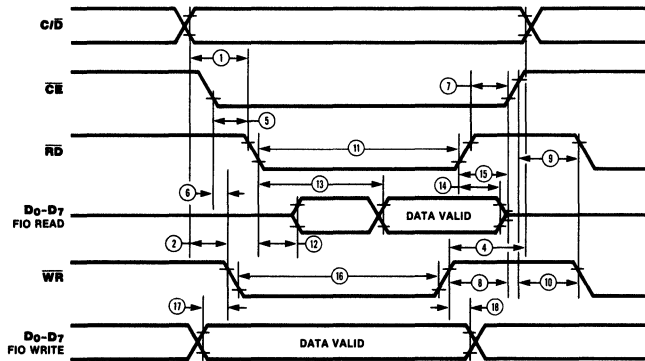 C/D̅
1
C̅E̅
7
5
R̅D̅
11
9
6
13
15
14
D₀-D₇
FIO READ
DATA VALID
2
12
4
W̅R̅
16
8
10
17
18
D₀-D₇
FIO WRITE
DATA VALID